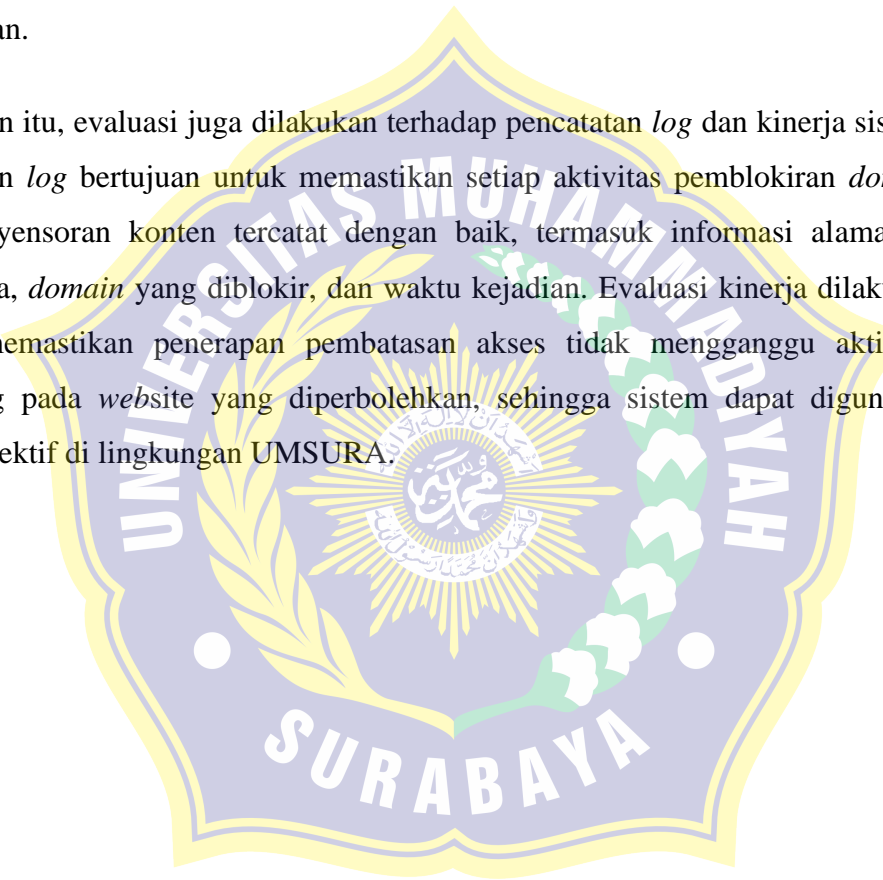 an.
n itu, evaluasi juga dilakukan terhadap pencatatan log dan kinerja sis
n log bertujuan untuk memastikan setiap aktivitas pemblokiran do
yensoran konten tercatat dengan baik, termasuk informasi alama
a, domain yang diblokir, dan waktu kejadian. Evaluasi kinerja dilak
emastikan penerapan pembatasan akses tidak mengganggu akti
g pada website yang diperbolehkan, sehingga sistem dapat digun
ektif di lingkungan UMSURA.
UNIVERSITAS MUHAMMADIYAH
محمد
SURABAYA